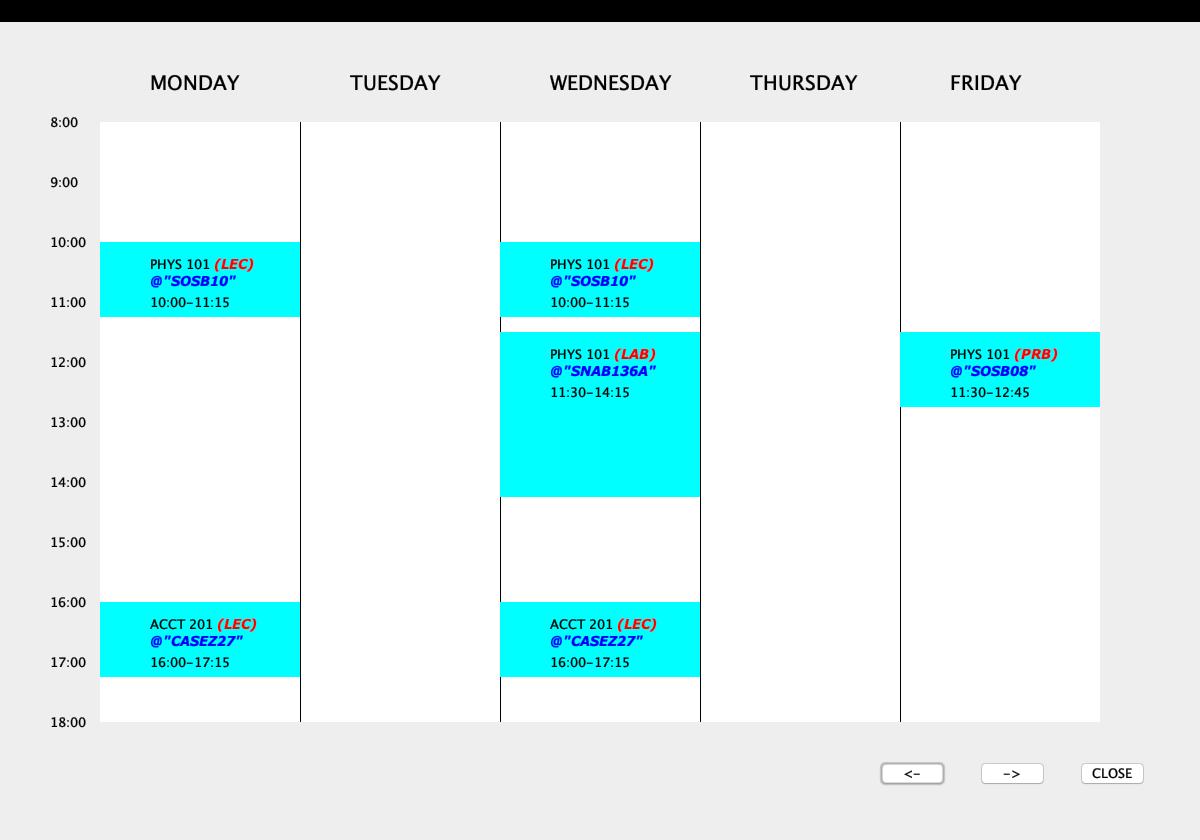 MONDAY TUESDAY WEDNESDAY THURSDAY FRIDAY
8:00
9:00
10:00
PHYS 101 (LEC)
@"SOSB10"
10:00-11:15
PHYS 101 (LEC)
@"SOSB10"
10:00-11:15
11:00
PHYS 101 (LAB)
@"SNAB136A"
11:30-14:15
PHYS 101 (PRB)
@"SOSB08"
11:30-12:45
12:00
13:00
14:00
15:00
16:00
ACCT 201 (LEC)
@"CASEZ27"
16:00-17:15
ACCT 201 (LEC)
@"CASEZ27"
16:00-17:15
17:00
18:00
<- -> CLOSE